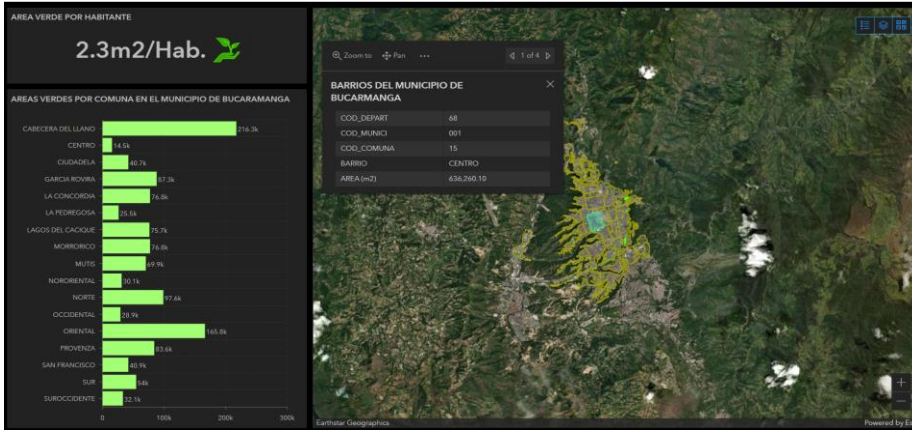 AREA VERDE POR HABITANTE
2.3m2/Hab.
AREAS VERDES POR COMUNA EN EL MUNICIPIO DE BUCARAMANGA
CABECERA DEL LLANO 216.3k
CENTRO 14.5k
CIUDADELA 40.7k
GARCIA ROVIRA 87.3k
LA CONCORDIA 76.8k
LA PEDREGOSA 25.5k
LAGOS DEL CACIQUE 75.7k
MORRORICO 76.8k
MUTIS 69.9k
NORORIENTAL 30.1k
NORTE 97.6k
OCCIDENTAL 28.9k
ORIENTAL 165.8k
PROVENZA 83.6k
SAN FRANCISCO 40.9k
SUR 54k
SUROCCIDENTE 32.1k
0 100k 200k 300k
Zoom to Pan 1 of 4
BARRIOS DEL MUNICIPIO DE
BUCARMANGA
COD_DEPART 68
COD_MUNICI 001
COD_COMUNA 15
BARRIO CENTRO
AREA (m2) 636,260.10
Earthstar Geographics
Powered by Es